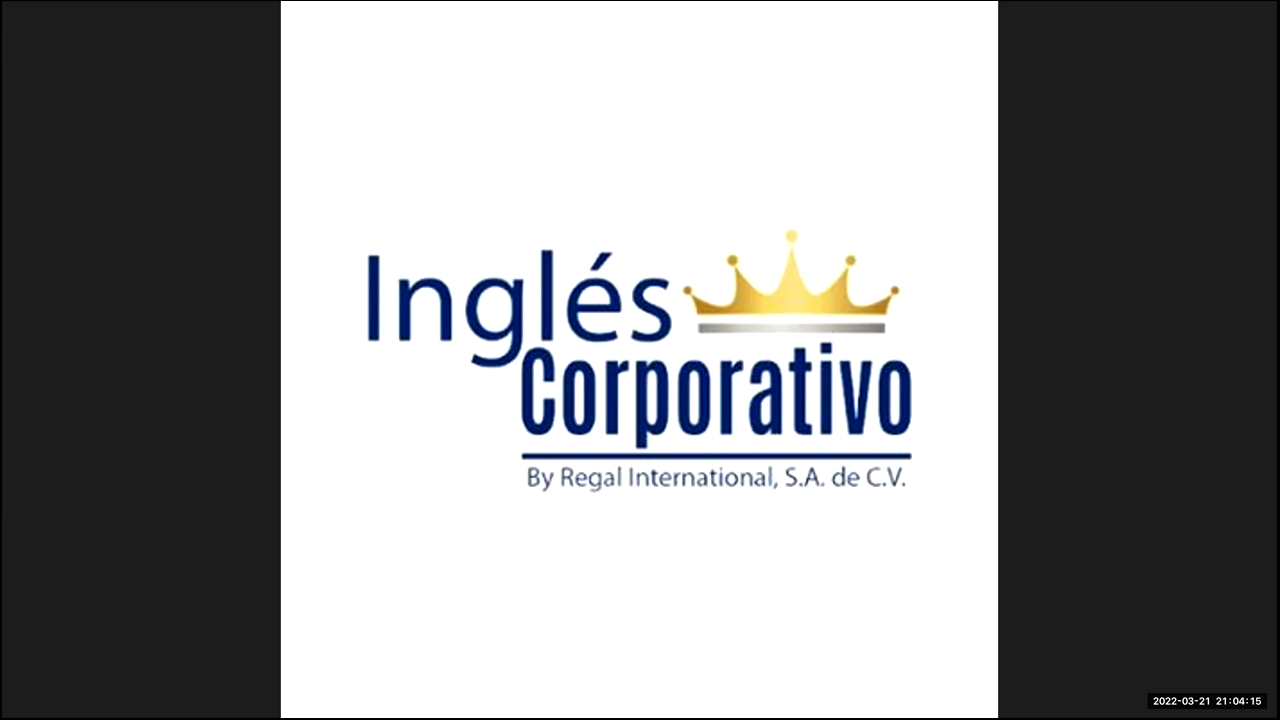 Inglés
Corporativo
By Regal International, S.A. de C.V.
2022-03-21 21:04:15